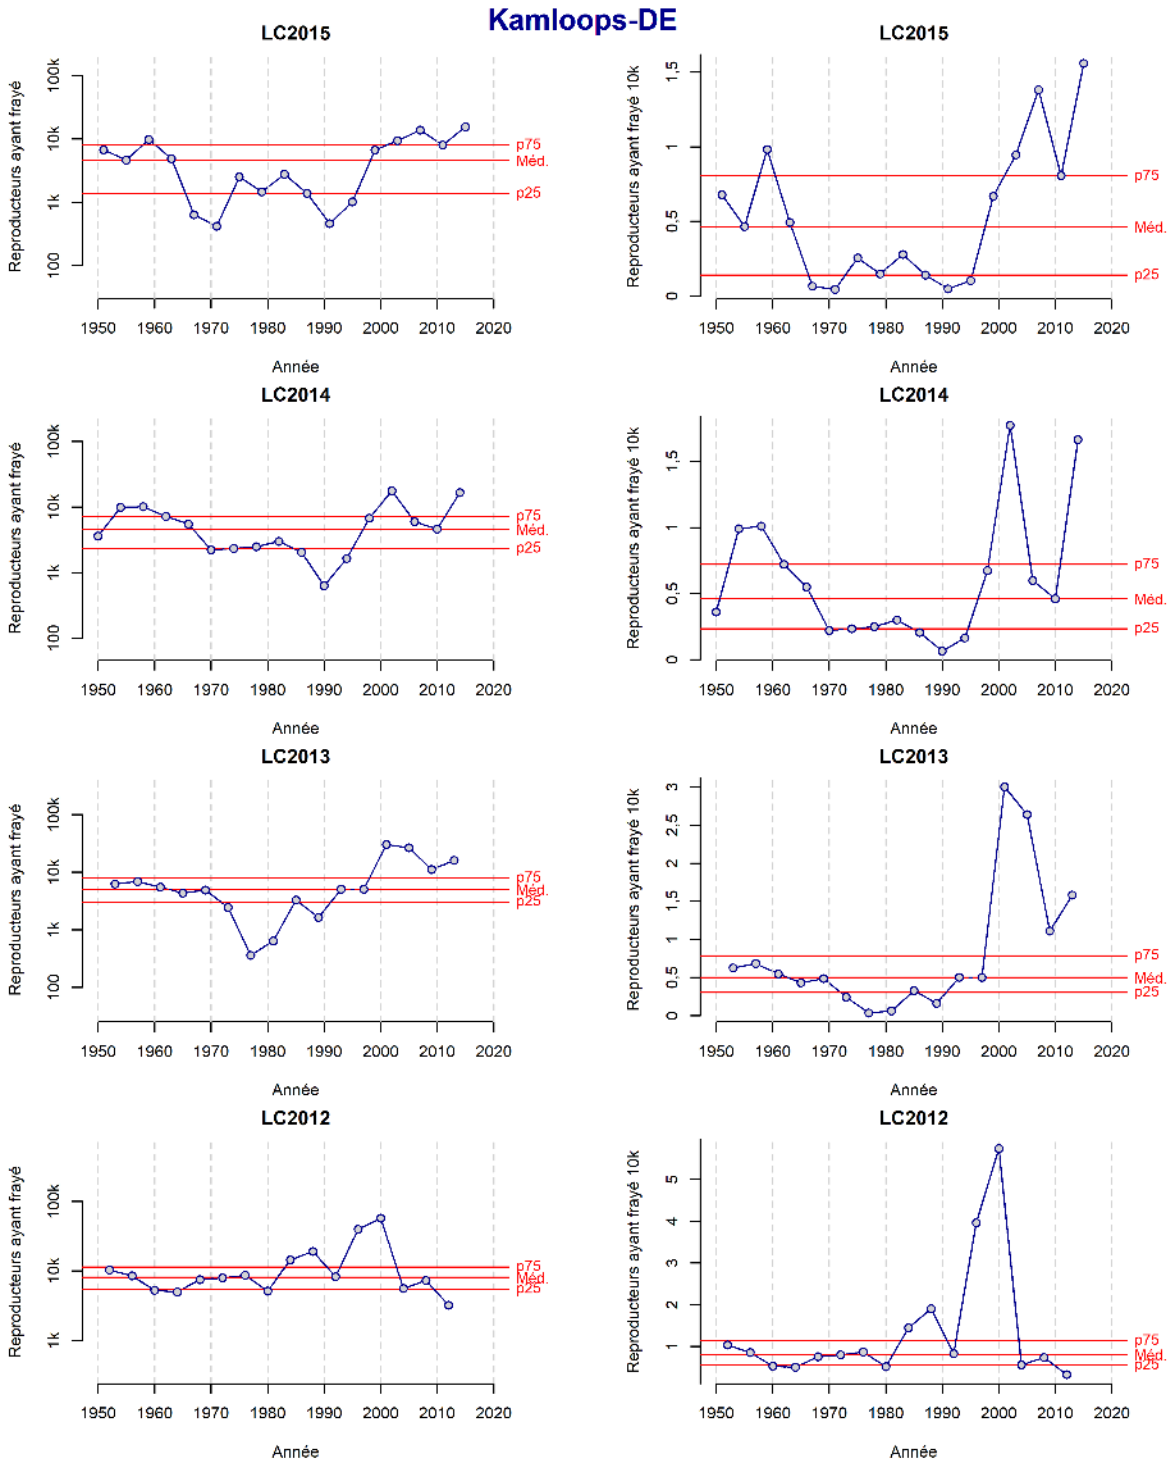 Kamloops-DE
LC2015
Reproducteurs ayant frayé
100k
10k
1k
100
p75
Méd.
p25
1950 1960 1970 1980 1990 2000 2010 2020
Année
LC2015
Reproducteurs ayant frayé 10k
1,5
1
0,5
0
p75
Méd.
p25
1950 1960 1970 1980 1990 2000 2010 2020
Année
LC2014
Reproducteurs ayant frayé
100k
10k
1k
100
p75
Méd.
p25
1950 1960 1970 1980 1990 2000 2010 2020
Année
LC2014
Reproducteurs ayant frayé 10k
1,5
1
0,5
0
p75
Méd.
p25
1950 1960 1970 1980 1990 2000 2010 2020
Année
LC2013
Reproducteurs ayant frayé
100k
10k
1k
100
p75
Méd.
p25
1950 1960 1970 1980 1990 2000 2010 2020
Année
LC2013
Reproducteurs ayant frayé 10k
3
2,5
2
1,5
1
0,5
0
p75
Méd.
p25
1950 1960 1970 1980 1990 2000 2010 2020
Année
LC2012
Reproducteurs ayant frayé
100k
10k
1k
p75
Méd.
p25
1950 1960 1970 1980 1990 2000 2010 2020
Année
LC2012
Reproducteurs ayant frayé 10k
5
4
3
2
1
p75
Méd.
p25
1950 1960 1970 1980 1990 2000 2010 2020
Année